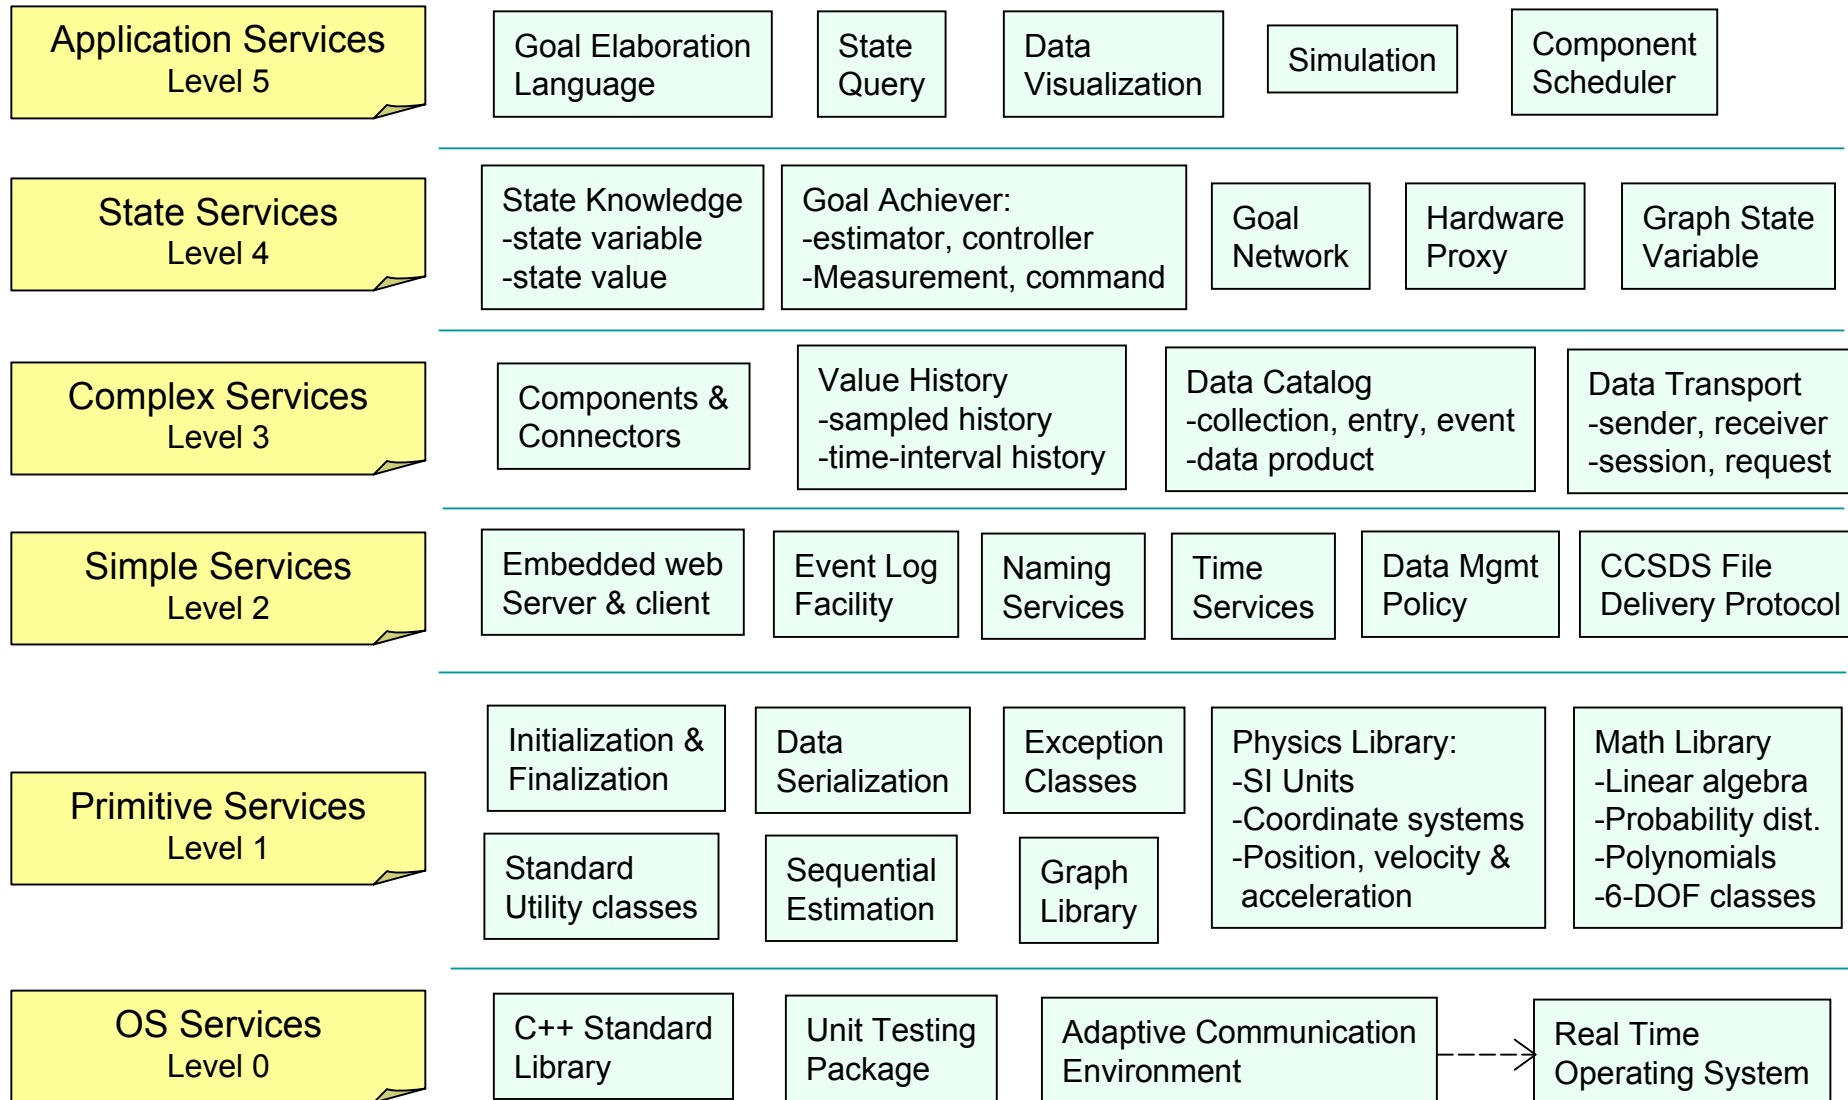 Application Services
Level 5
Goal Elaboration
Language
State
Query
Data
Visualization
Simulation
Component
Scheduler
State Services
Level 4
State Knowledge
-state variable
-state value
Goal Achiever:
-estimator, controller
-Measurement, command
Goal
Network
Hardware
Proxy
Graph State
Variable
Complex Services
Level 3
Components &
Connectors
Value History
-sampled history
-time-interval history
Data Catalog
-collection, entry, event
-data product
Data Transport
-sender, receiver
-session, request
Simple Services
Level 2
Embedded web
Server & client
Event Log
Facility
Naming
Services
Time
Services
Data Mgmt
Policy
CCSDS File
Delivery Protocol
Primitive Services
Level 1
Initialization &
Finalization
Data
Serialization
Exception
Classes
Physics Library:
-SI Units
-Coordinate systems
-Position, velocity &
acceleration
Math Library
-Linear algebra
-Probability dist.
-Polynomials
-6-DOF classes
Standard
Utility classes
Sequential
Estimation
Graph
Library
OS Services
Level 0
C++ Standard
Library
Unit Testing
Package
Adaptive Communication
Environment
Real Time
Operating System